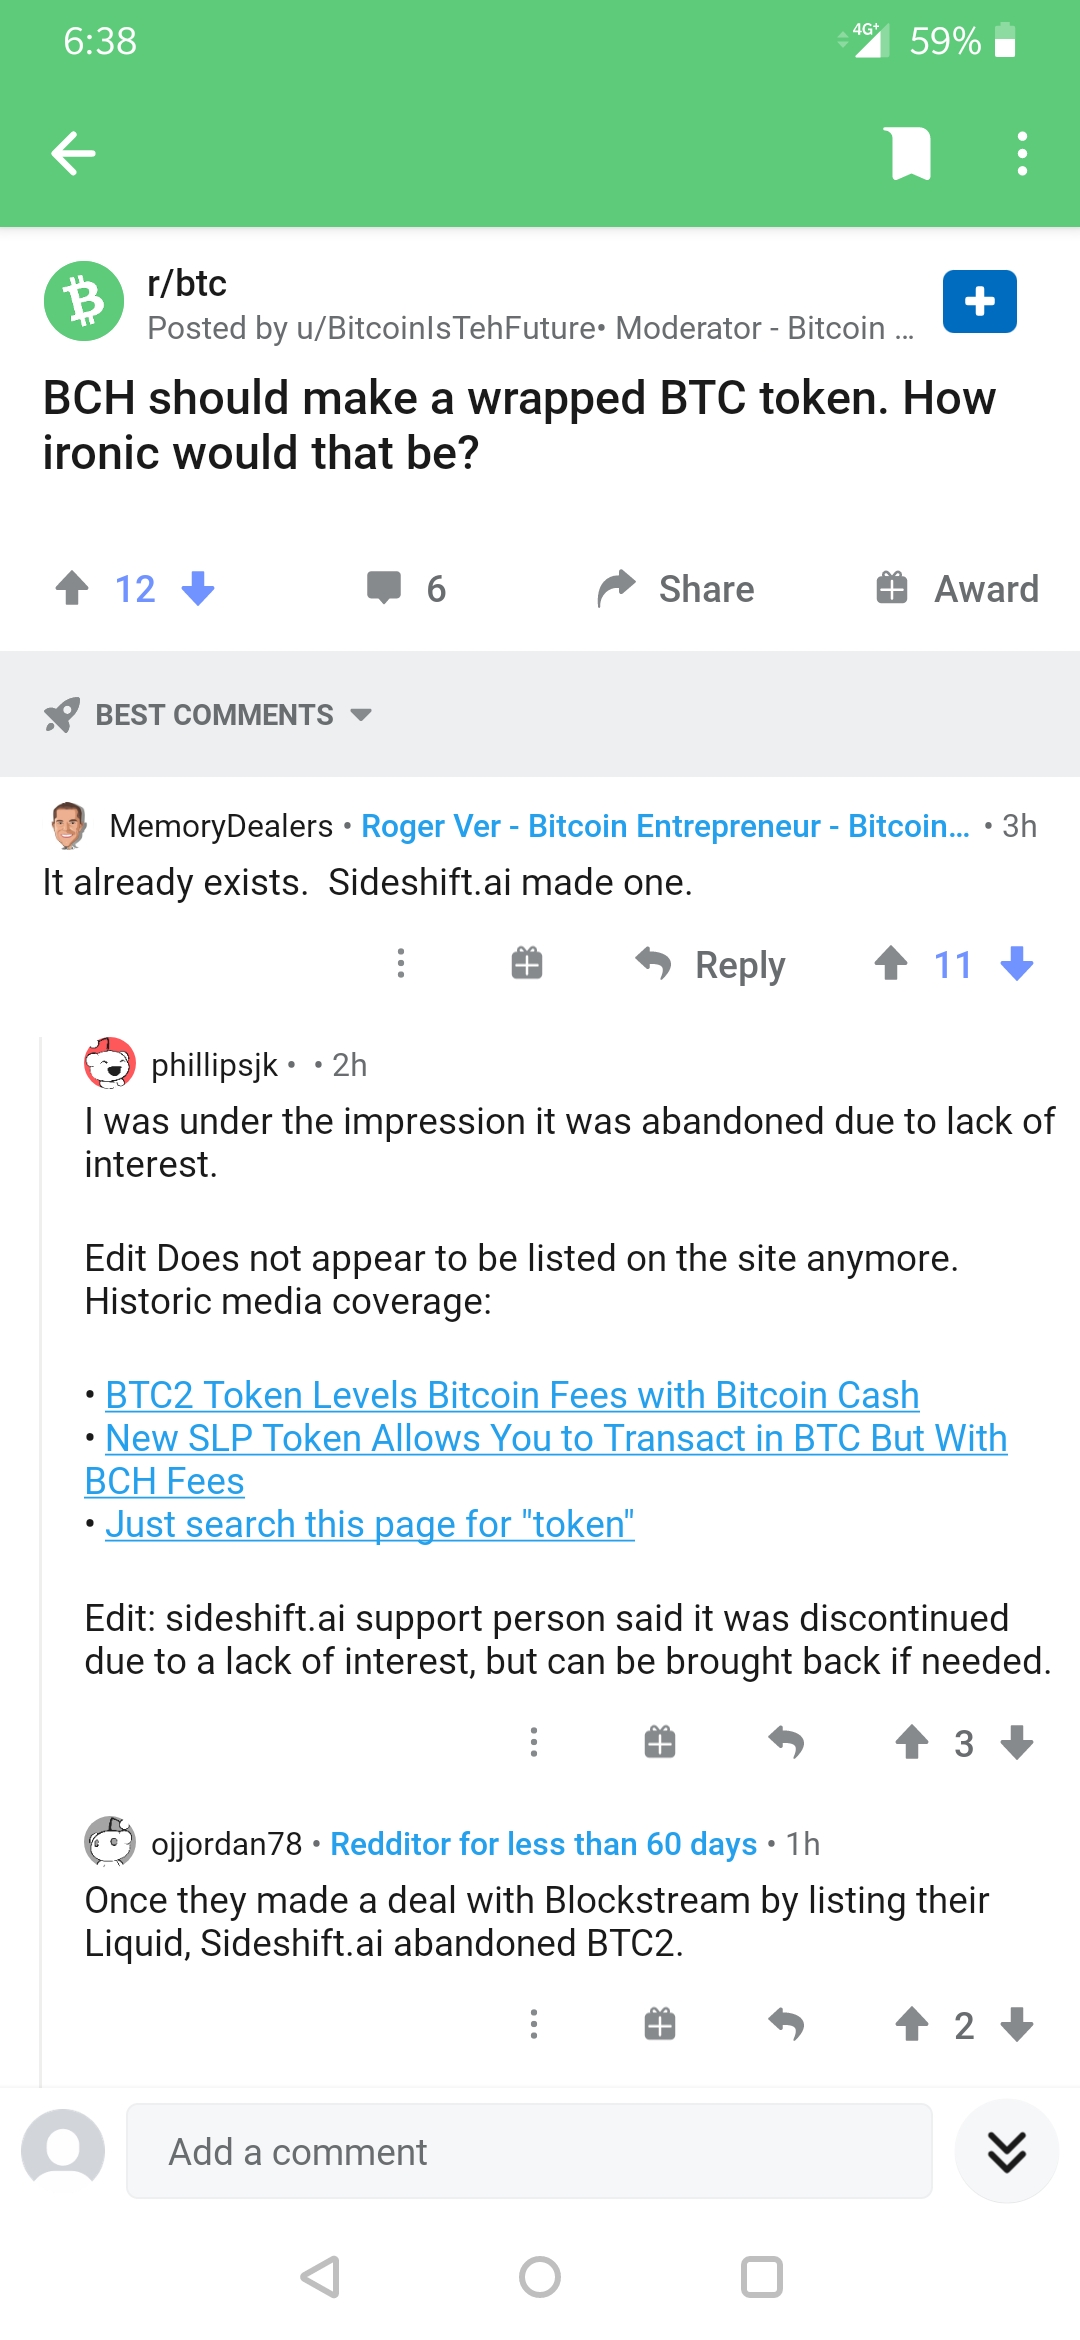 6:38
4G+ 59%
r/btc
Posted by u/BitcoinIsTehFuture• Moderator - Bitcoin ...
BCH should make a wrapped BTC token. How
ironic would that be?
12 6 Share Award
BEST COMMENTS
MemoryDealers • Roger Ver - Bitcoin Entrepreneur - Bitcoin... • 3h
It already exists.  Sideshift.ai made one.
Reply 11
phillipsjk • • 2h
I was under the impression it was abandoned due to lack of
interest.
Edit Does not appear to be listed on the site anymore.
Historic media coverage:
• BTC2 Token Levels Bitcoin Fees with Bitcoin Cash
• New SLP Token Allows You to Transact in BTC But With
BCH Fees
• Just search this page for "token"
Edit: sideshift.ai support person said it was discontinued
due to a lack of interest, but can be brought back if needed.
3
ojjordan78 • Redditor for less than 60 days • 1h
Once they made a deal with Blockstream by listing their
Liquid, Sideshift.ai abandoned BTC2.
2
Add a comment